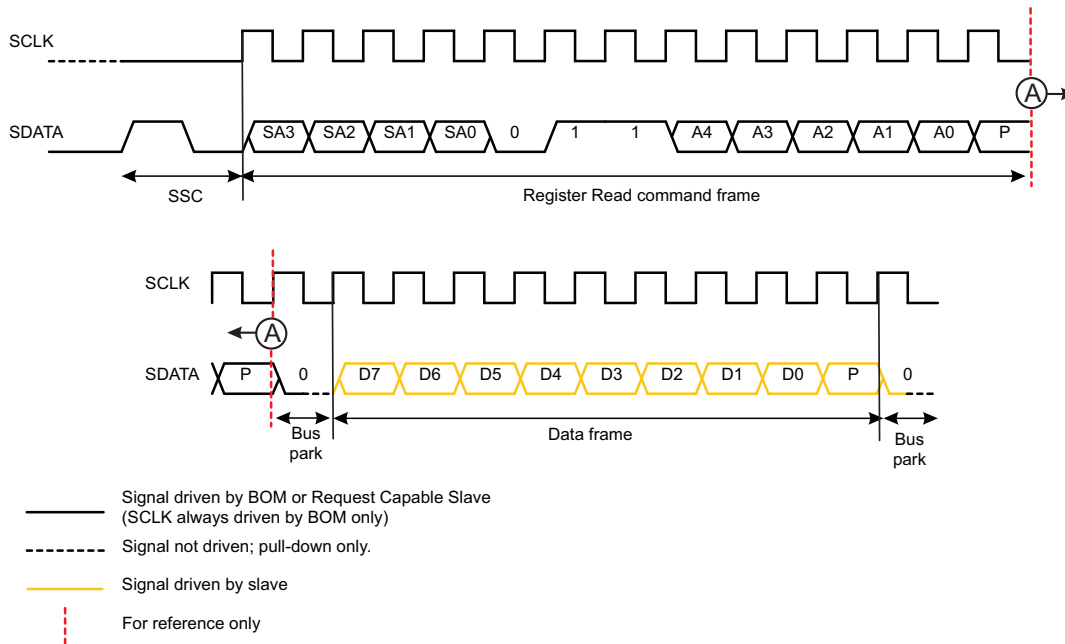 SCLK
A
SDATA SA3 SA2 SA1 SA0 0 1 1 A4 A3 A2 A1 A0 P
SSC Register Read command frame
SCLK
A
SDATA P 0 D7 D6 D5 D4 D3 D2 D1 D0 P 0
Bus park
Data frame
Bus park
Signal driven by BOM or Request Capable Slave
(SCLK always driven by BOM only)
Signal not driven; pull-down only.
Signal driven by slave
For reference only